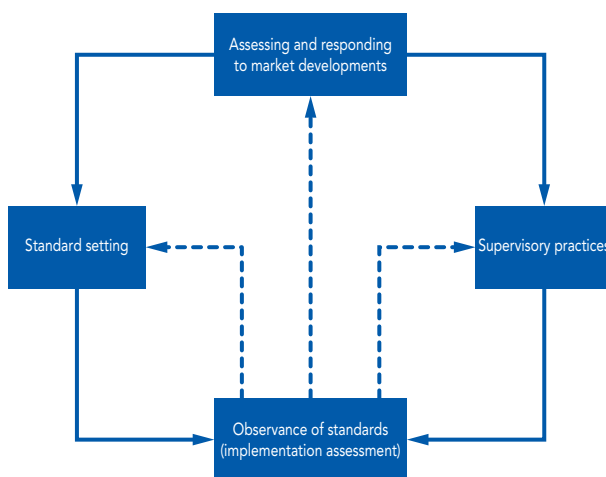 Assessing and responding
to market developments
Standard setting
Supervisory practices
Observance of standards
(implementation assessment)